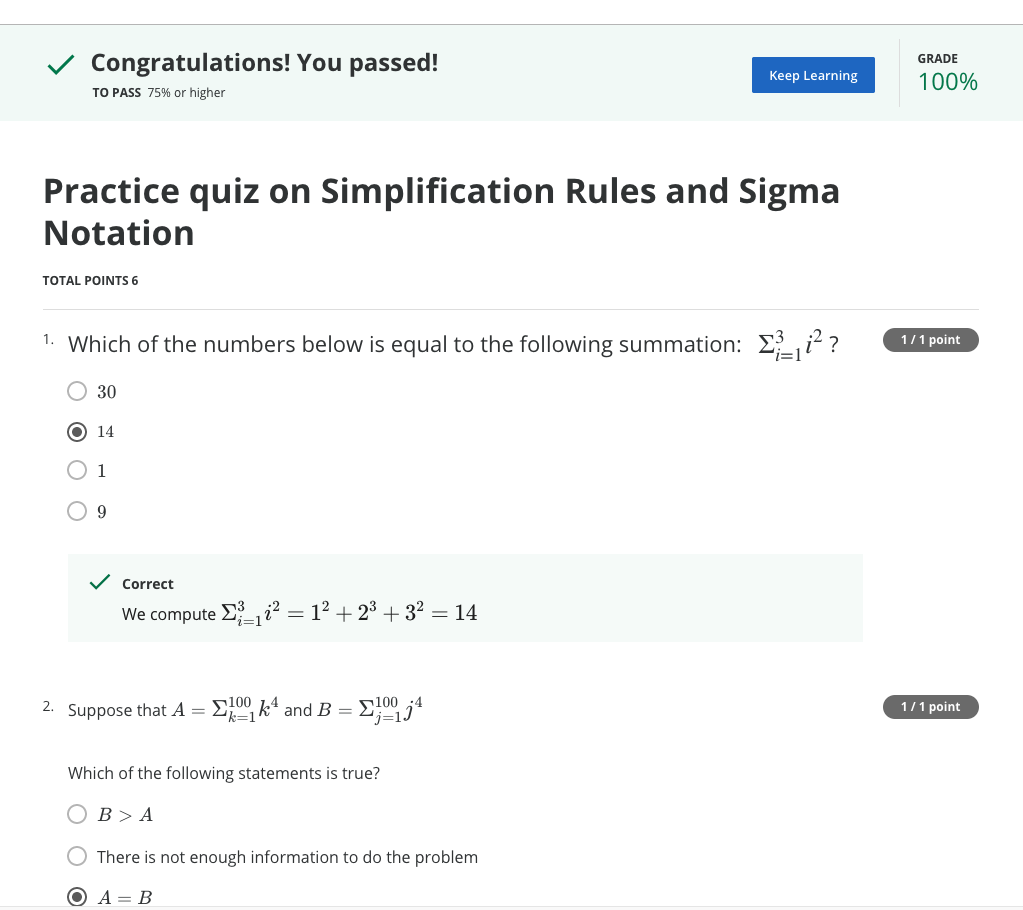 Congratulations! You passed!
TO PASS 75% or higher
Keep Learning
GRADE
100%
Practice quiz on Simplification Rules and Sigma
Notation
TOTAL POINTS 6
1. Which of the numbers below is equal to the following summation: Σ_{i=1}^{3} i^2 ?
1 / 1 point
30
14
1
9
Correct
We compute Σ_{i=1}^{3} i^2 = 1^2 + 2^3 + 3^2 = 14
2. Suppose that A = Σ_{k=1}^{100} k^4 and B = Σ_{j=1}^{100} j^4
1 / 1 point
Which of the following statements is true?
B > A
There is not enough information to do the problem
A = B